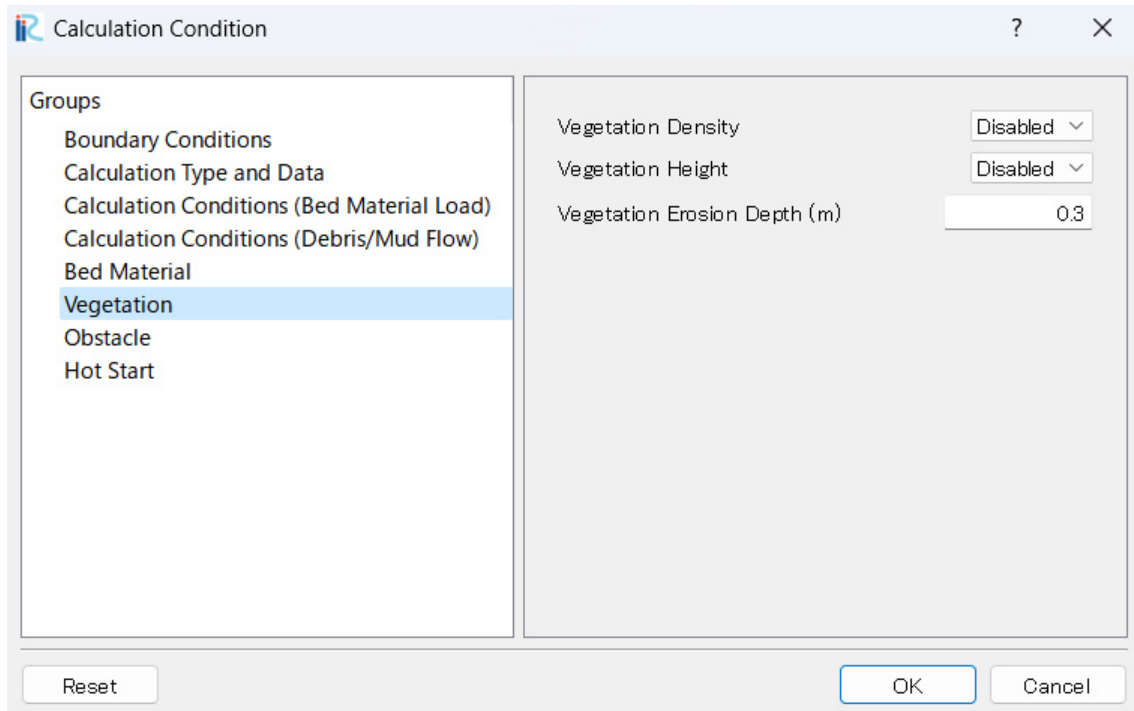 iRIC Calculation Condition ?
Groups
Boundary Conditions
Calculation Type and Data
Calculation Conditions (Bed Material Load)
Calculation Conditions (Debris/Mud Flow)
Bed Material
Vegetation
Obstacle
Hot Start
Vegetation Density Disabled
Vegetation Height Disabled
Vegetation Erosion Depth (m) 0.3
Reset OK Cancel